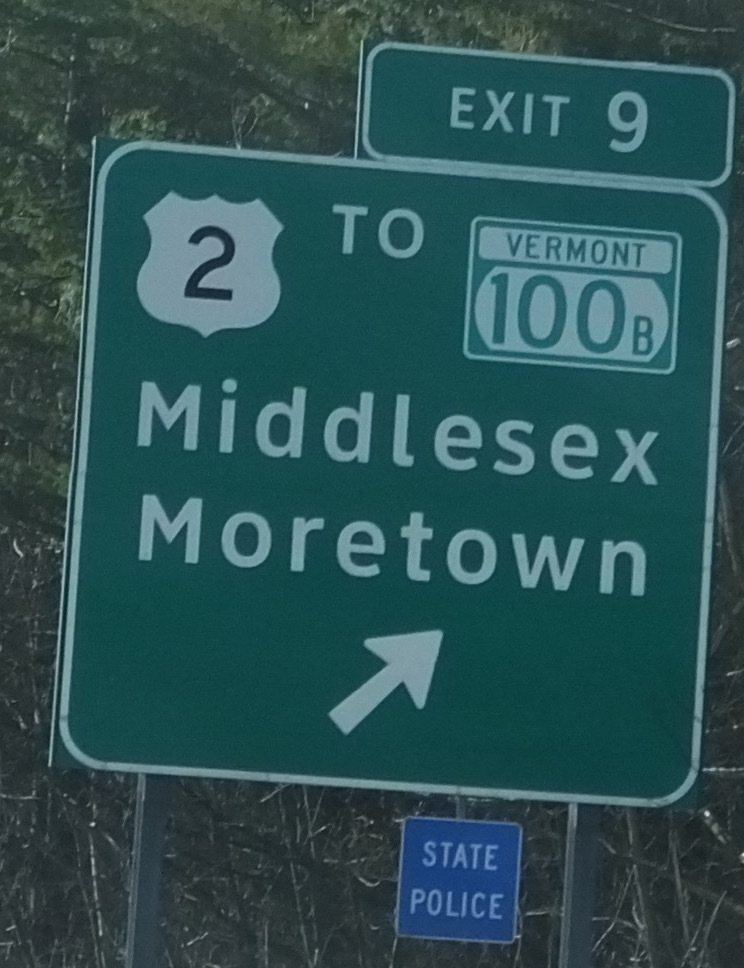 EXIT 9
2 TO VERMONT
100B
Middlesex
Moretown
STATE
POLICE